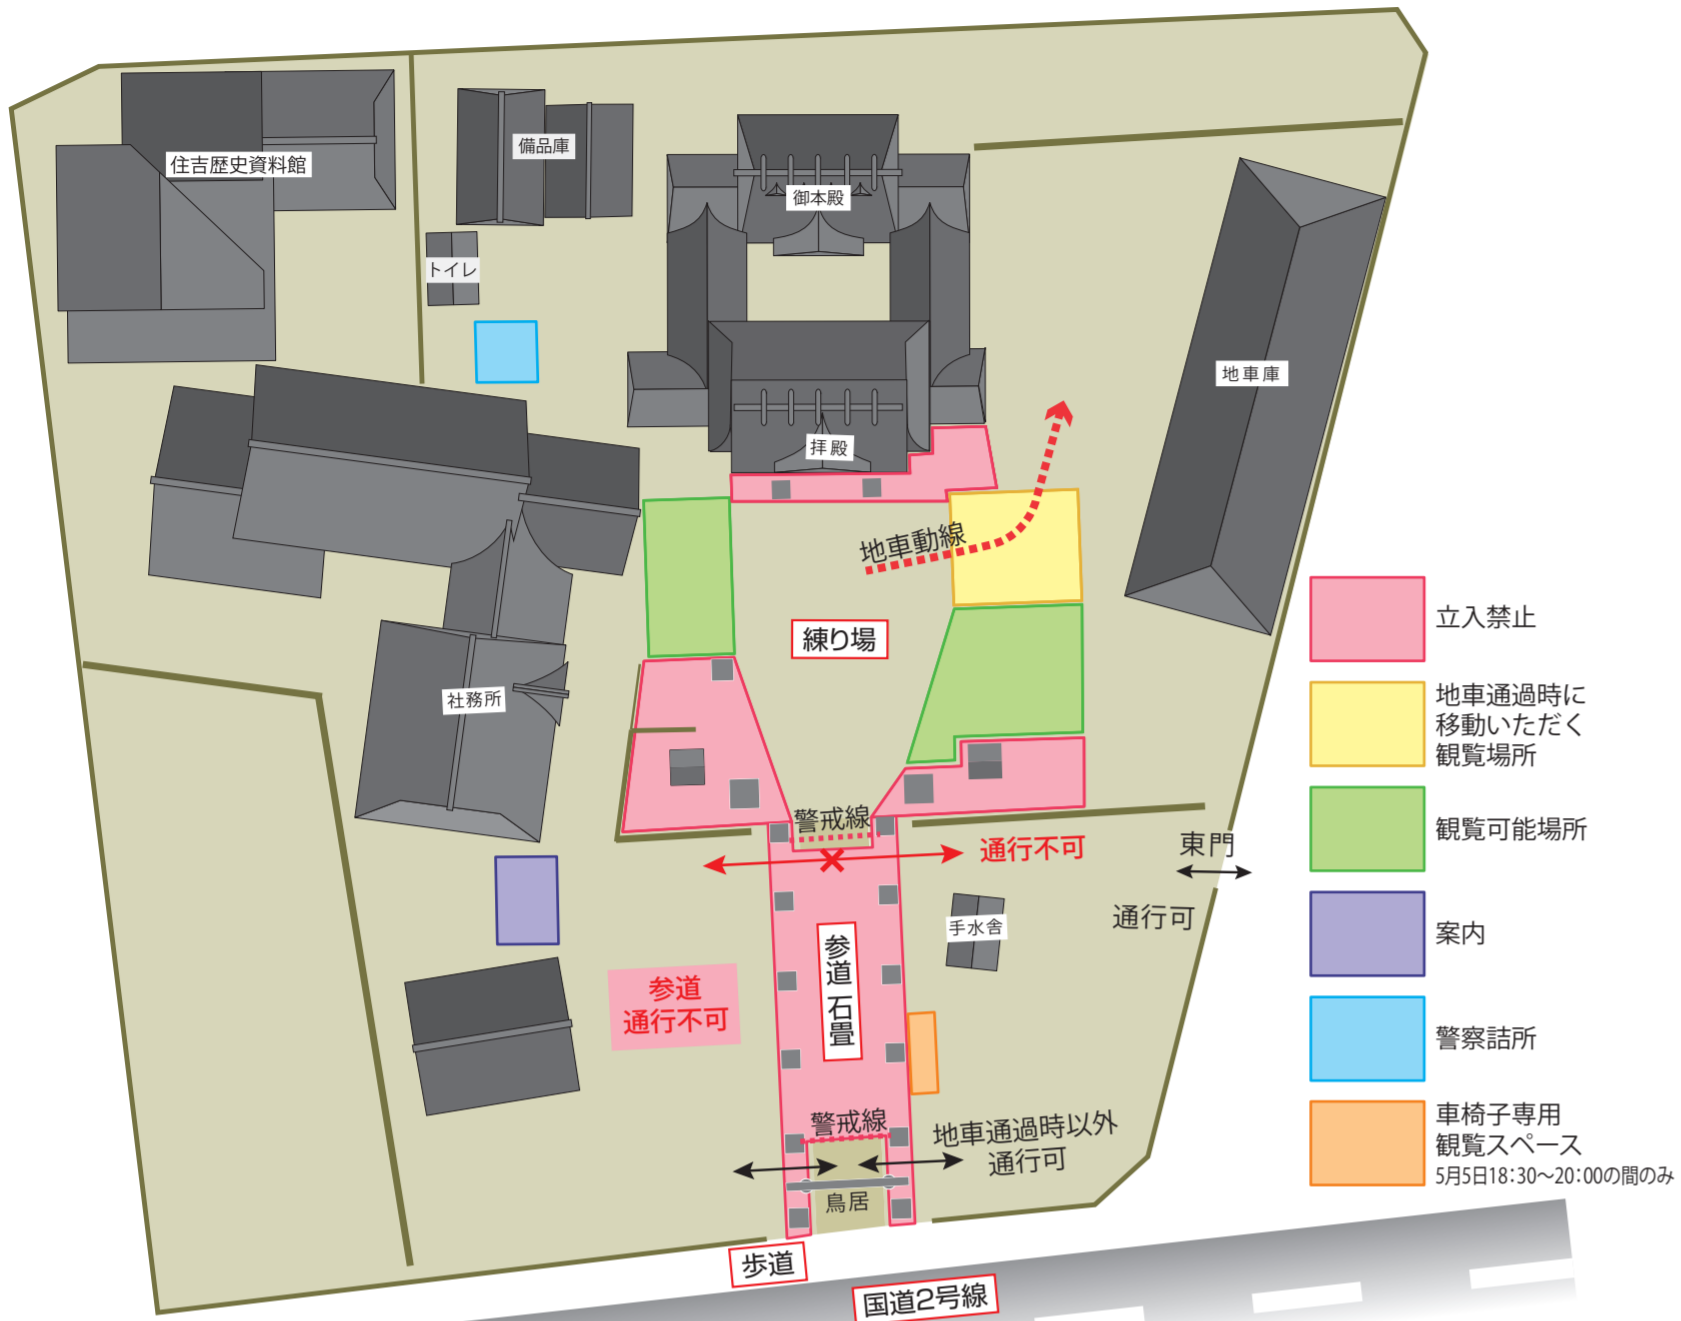 住吉歴史資料館
備品庫
御本殿
トイレ
地車庫
拝殿
地車動線
練り場
社務所
警戒線
通行不可
東門
通行可
手水舎
参道 石畳
参道
通行不可
警戒線
地車通過時以外
通行可
鳥居
歩道
国道2号線
立入禁止
地車通過時に
移動いただく
観覧場所
観覧可能場所
案内
警察詰所
車椅子専用
観覧スペース
5月5日18:30〜20:00の間のみ